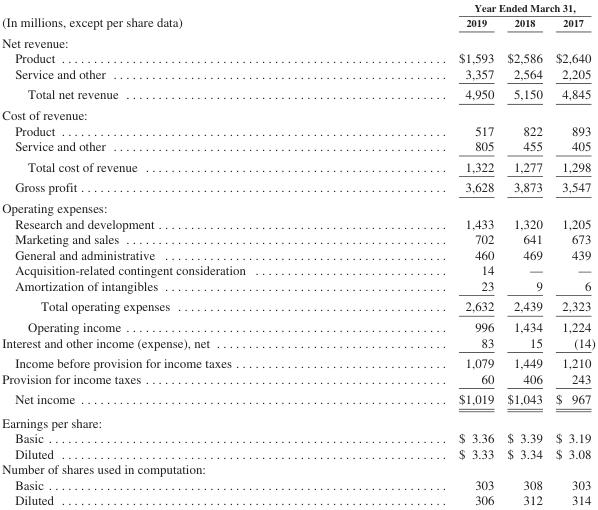 Year Ended March 31,
(In millions, except per share data) 2019 2018 2017
Net revenue:
Product $1,593 $2,586 $2,640
Service and other 3,357 2,564 2,205
Total net revenue 4,950 5,150 4,845
Cost of revenue:
Product 517 822 893
Service and other 805 455 405
Total cost of revenue 1,322 1,277 1,298
Gross profit 3,628 3,873 3,547
Operating expenses:
Research and development 1,433 1,320 1,205
Marketing and sales 702 641 673
General and administrative 460 469 439
Acquisition-related contingent consideration 14 — —
Amortization of intangibles 23 9 6
Total operating expenses 2,632 2,439 2,323
Operating income 996 1,434 1,224
Interest and other income (expense), net 83 15 (14)
Income before provision for income taxes 1,079 1,449 1,210
Provision for income taxes 60 406 243
Net income $1,019 $1,043 $ 967
Earnings per share:
Basic $ 3.36 $ 3.39 $ 3.19
Diluted $ 3.33 $ 3.34 $ 3.08
Number of shares used in computation:
Basic 303 308 303
Diluted 306 312 314